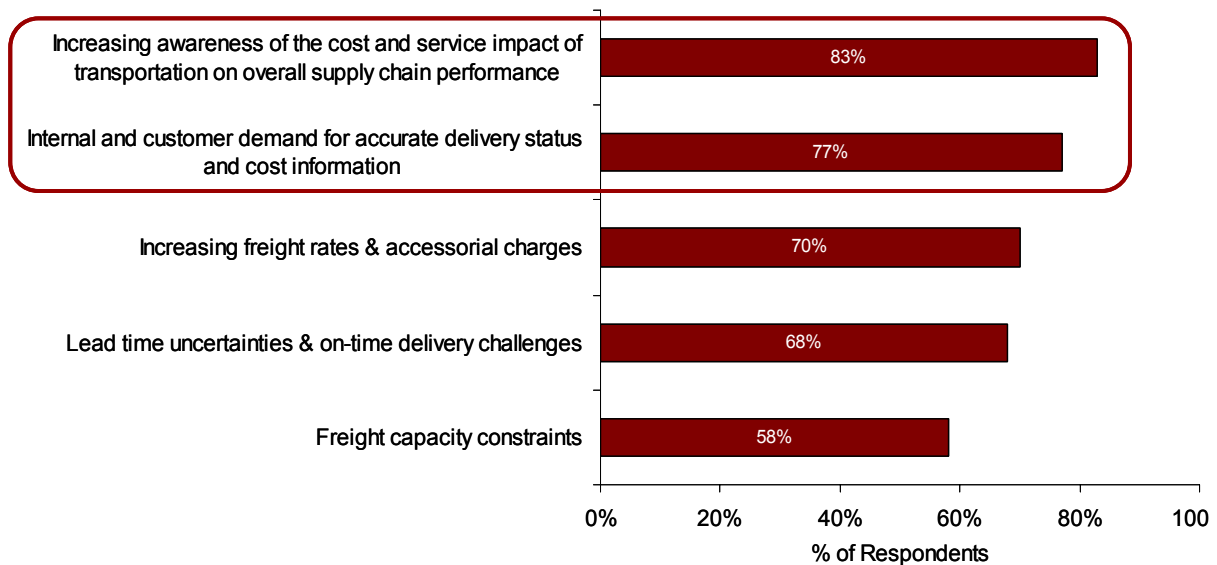 Increasing awareness of the cost and service impact of
transportation on overall supply chain performance
83%
Internal and customer demand for accurate delivery status
and cost information
77%
Increasing freight rates & accessorial charges
70%
Lead time uncertainties & on-time delivery challenges
68%
Freight capacity constraints
58%
0% 20% 40% 60% 80% 100
% of Respondents